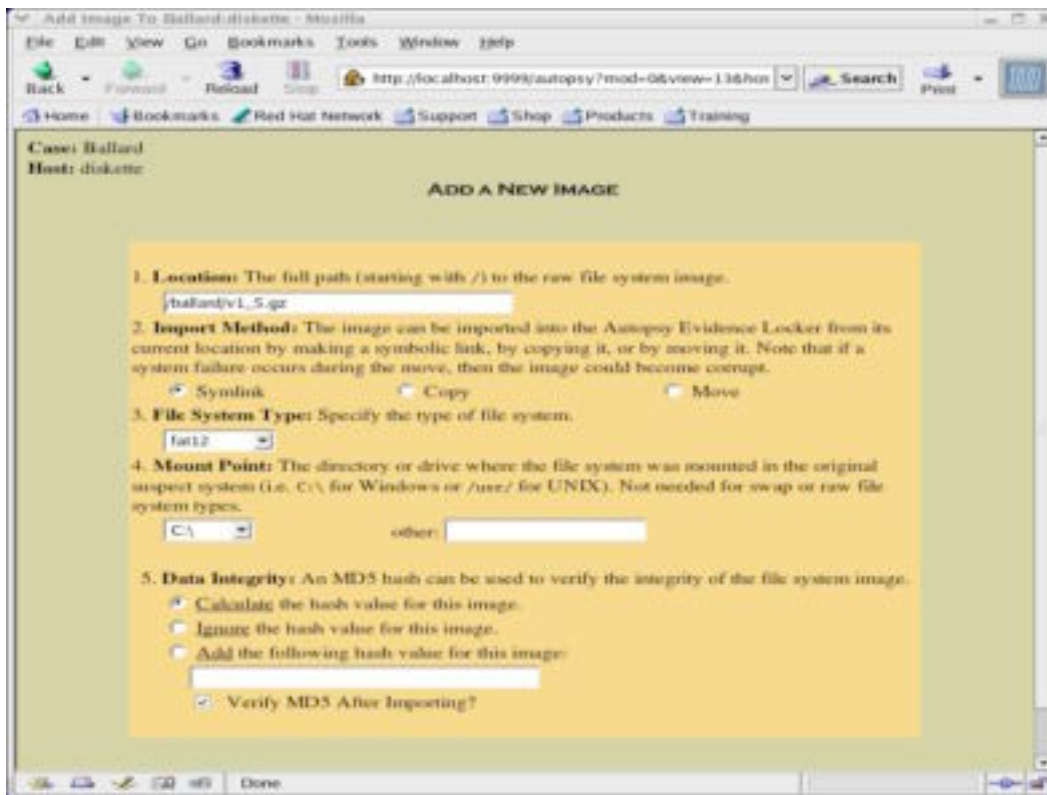 Add Image To Ballard:diskette - Mozilla
File Edit View Go Bookmarks Tools Window Help
Back Forward Reload Stop http://localhost:9999/autopsy?mod=0&view=13&hos Search Print
Home Bookmarks Red Hat Network Support Shop Products Training
Case: Ballard
Host: diskette
ADD A NEW IMAGE
1. Location: The full path (starting with /) to the raw file system image.
/ballard/v1_5.gz
2. Import Method: The image can be imported into the Autopsy Evidence Locker from its
current location by making a symbolic link, by copying it, or by moving it. Note that if a
system failure occurs during the move, then the image could become corrupt.
Symlink Copy Move
3. File System Type: Specify the type of file system.
fat12
4. Mount Point: The directory or drive where the file system was mounted in the original
suspect system (i.e. C:\ for Windows or /usr/ for UNIX). Not needed for swap or raw file
system types.
C:\ other:
5. Data Integrity: An MD5 hash can be used to verify the integrity of the file system image.
Calculate the hash value for this image.
Ignore the hash value for this image.
Add the following hash value for this image:
Verify MD5 After Importing?
Done